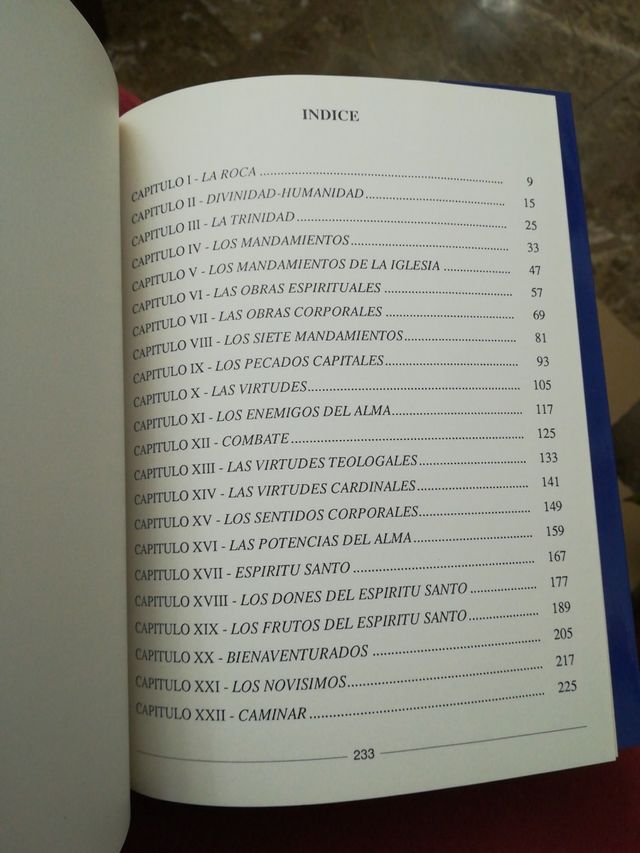 INDICE
CAPITULO I - LA ROCA ........................................ 9
CAPITULO II - DIVINIDAD-HUMANIDAD ........................................ 15
CAPITULO III - LA TRINIDAD ........................................ 25
CAPITULO IV - LOS MANDAMIENTOS ........................................ 33
CAPITULO V - LOS MANDAMIENTOS DE LA IGLESIA .................. 47
CAPITULO VI - LAS OBRAS ESPIRITUALES ........................................ 57
CAPITULO VII - LAS OBRAS CORPORALES ........................................ 69
CAPITULO VIII - LOS SIETE MANDAMIENTOS ........................................ 81
CAPITULO IX - LOS PECADOS CAPITALES ........................................ 93
CAPITULO X - LAS VIRTUDES ........................................ 105
CAPITULO XI - LOS ENEMIGOS DEL ALMA ........................................ 117
CAPITULO XII - COMBATE ........................................ 125
CAPITULO XIII - LAS VIRTUDES TEOLOGALES ........................................ 133
CAPITULO XIV - LAS VIRTUDES CARDINALES ........................................ 141
CAPITULO XV - LOS SENTIDOS CORPORALES ........................................ 149
CAPITULO XVI - LAS POTENCIAS DEL ALMA ........................................ 159
CAPITULO XVII - ESPIRITU SANTO ........................................ 167
CAPITULO XVIII - LOS DONES DEL ESPIRITU SANTO .................. 177
CAPITULO XIX - LOS FRUTOS DEL ESPIRITU SANTO .................. 189
CAPITULO XX - BIENAVENTURADOS ........................................ 205
CAPITULO XXI - LOS NOVISIMOS ........................................ 217
CAPITULO XXII - CAMINAR ........................................ 225
233